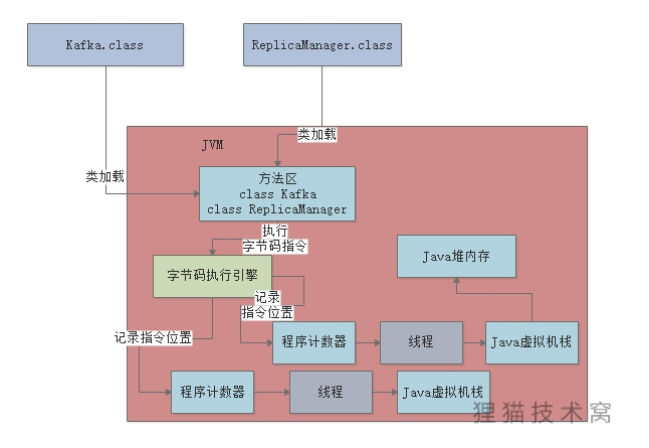 Kafka.class
ReplicaManager.class
类加载
JVM
类加载
方法区
class Kafka
class ReplicaManager
执行
字节码指令
字节码执行引擎
Java堆内存
记录
指令位置
记录指令位置
程序计数器
线程
Java虚拟机栈
程序计数器
线程
Java虚拟机栈
狸猫技术窝